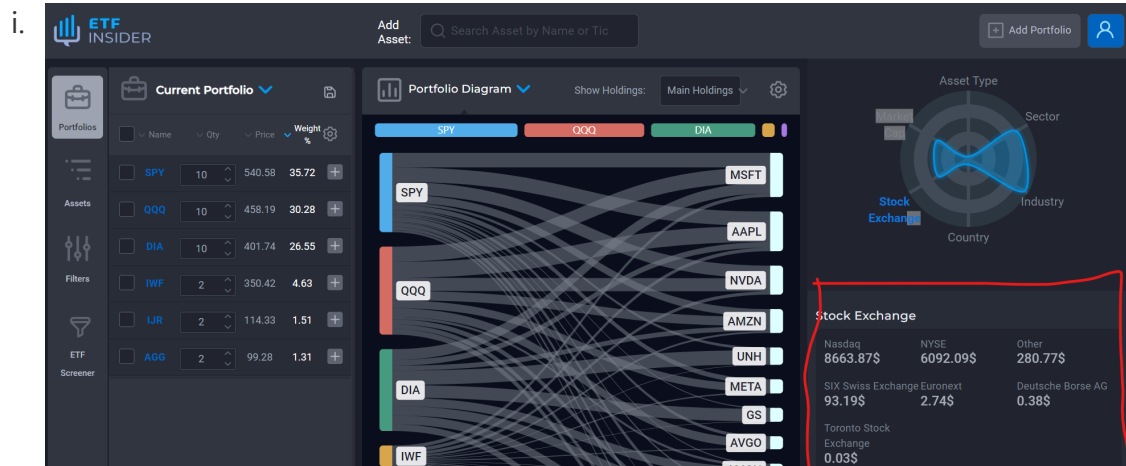 i.
ETF
INSIDER
Add
Asset:
Search Asset by Name or Tic
Add Portfolio
Portfolios
Assets
Filters
ETF
Screener
Current Portfolio
Name Qty Price Weight
%
SPY 10 540.58 35.72
QQQ 10 458.19 30.28
DIA 10 401.74 26.55
IWF 2 350.42 4.63
IJR 2 114.33 1.51
AGG 2 99.28 1.31
Portfolio Diagram
Show Holdings:
Main Holdings
SPY QQQ DIA
SPY
QQQ
DIA
IWF
MSFT
AAPL
NVDA
AMZN
UNH
META
GS
AVGO
Asset Type
Sector
Industry
Country
Stock
Exchange
Market
Cap
Stock Exchange
Nasdaq NYSE Other
8663.87$ 6092.09$ 280.77$
SIX Swiss Exchange Euronext Deutsche Borse AG
93.19$ 2.74$ 0.38$
Toronto Stock
Exchange
0.03$